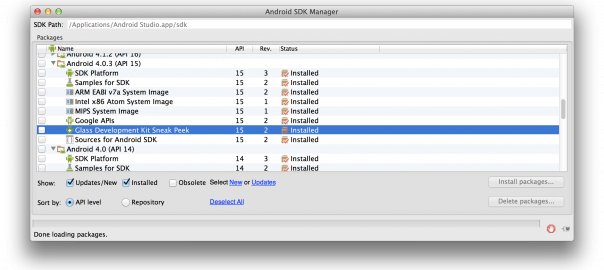 Android SDK Manager
SDK Path: /Applications/Android Studio.app/sdk
Packages
Name API Rev. Status
Android 4.1.2 (API 16)
Android 4.0.3 (API 15)
SDK Platform 15 3 Installed
Samples for SDK 15 2 Installed
ARM EABI v7a System Image 15 2 Installed
Intel x86 Atom System Image 15 1 Installed
MIPS System Image 15 1 Installed
Google APIs 15 2 Installed
Glass Development Kit Sneak Peek 15 2 Installed
Sources for Android SDK 15 2 Installed
Android 4.0 (API 14)
SDK Platform 14 3 Installed
Samples for SDK 14 2 Installed
Show: Updates/New Installed Obsolete Select New or Updates Install packages...
Sort by: API level Repository Deselect All Delete packages...
Done loading packages.